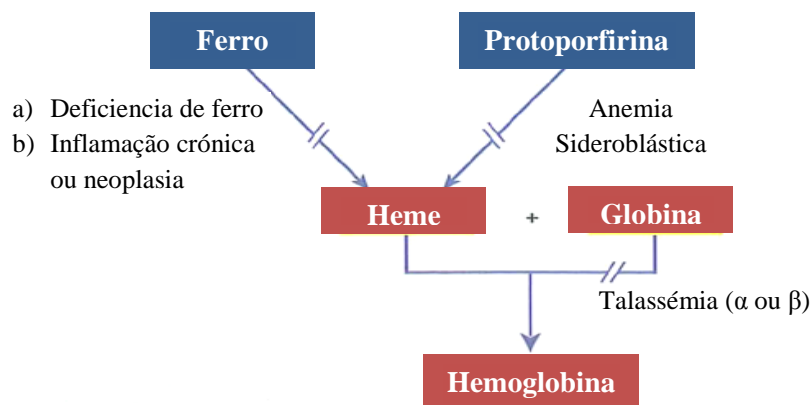 Ferro
Protoporfirina
a) Deficiencia de ferro
b) Inflamação crónica
ou neoplasia
Anemia
Sideroblástica
Heme + Globina
Talassémia (α ou β)
Hemoglobina